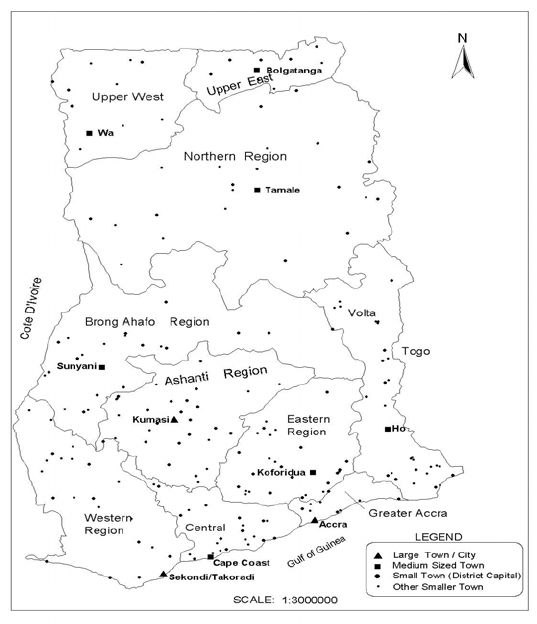 N
Bolgatanga
Upper East
Upper West
Wa
Northern Region
Tamale
Cote D'Ivoire
Volta
Brong Ahafo Region
Togo
Sunyani
Ashanti Region
Kumasi
Eastern
Region
Ho
Koforidua
Greater Accra
Western
Region
Central
Accra
Gulf of Guinea
Cape Coast
Sekondi/Takoradi
LEGEND
Large Town / City
Medium Sized Town
Small Town (District Capital)
Other Smaller Town
SCALE: 1:3000000